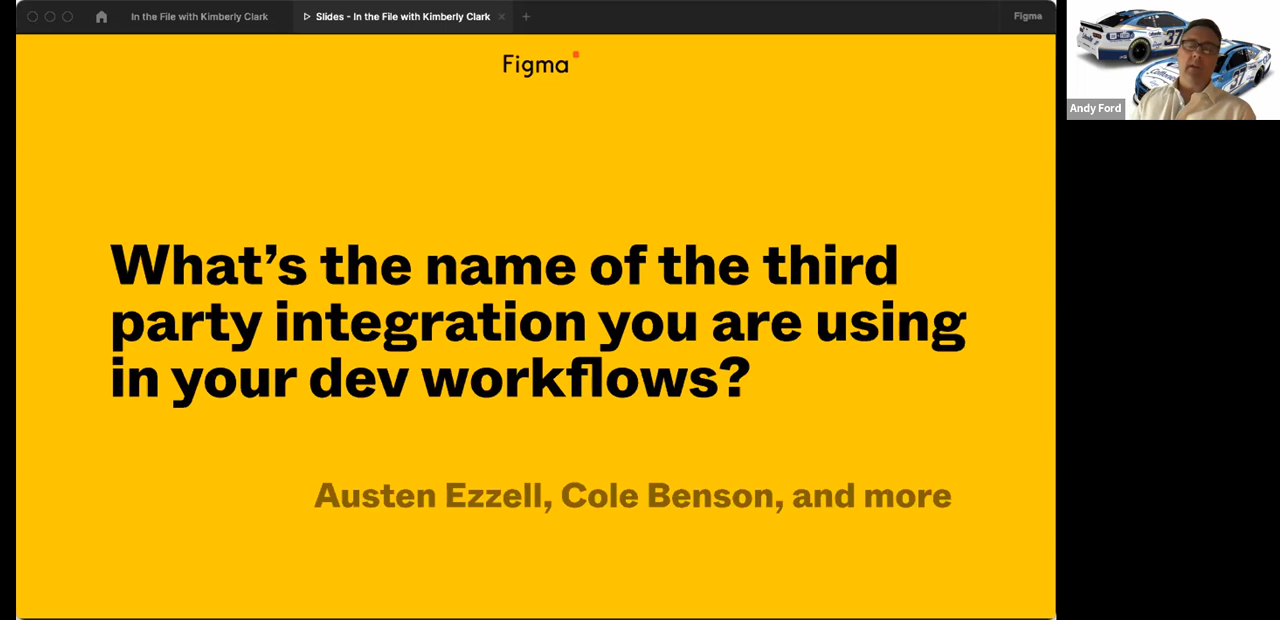 In the File with Kimberly Clark
Slides - In the File with Kimberly Clark
Figma
Figma
What’s the name of the third
party integration you are using
in your dev workflows?
Austen Ezzell, Cole Benson, and more
37
37
Andy Ford